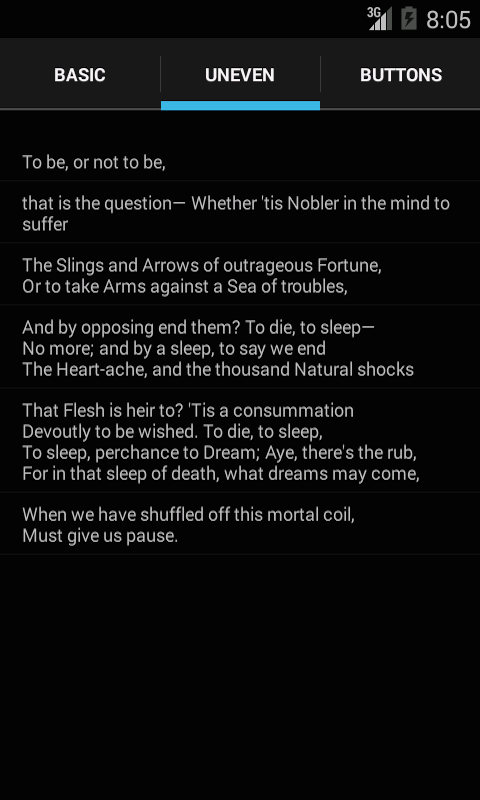 3G 8:05
BASIC UNEVEN BUTTONS
To be, or not to be,
that is the question— Whether 'tis Nobler in the mind to
suffer
The Slings and Arrows of outrageous Fortune,
Or to take Arms against a Sea of troubles,
And by opposing end them? To die, to sleep—
No more; and by a sleep, to say we end
The Heart-ache, and the thousand Natural shocks
That Flesh is heir to? 'Tis a consummation
Devoutly to be wished. To die, to sleep,
To sleep, perchance to Dream; Aye, there's the rub,
For in that sleep of death, what dreams may come,
When we have shuffled off this mortal coil,
Must give us pause.